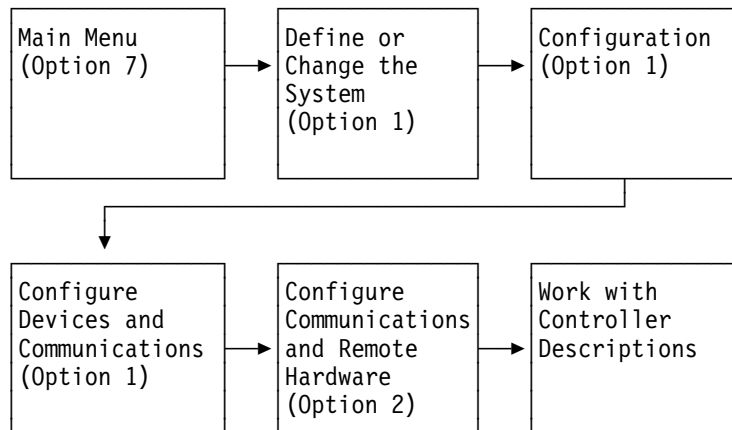 Main Menu
(Option 7)
Define or
Change the
System
(Option 1)
Configuration
(Option 1)
Configure
Devices and
Communications
(Option 1)
Configure
Communications
and Remote
Hardware
(Option 2)
Work with
Controller
Descriptions